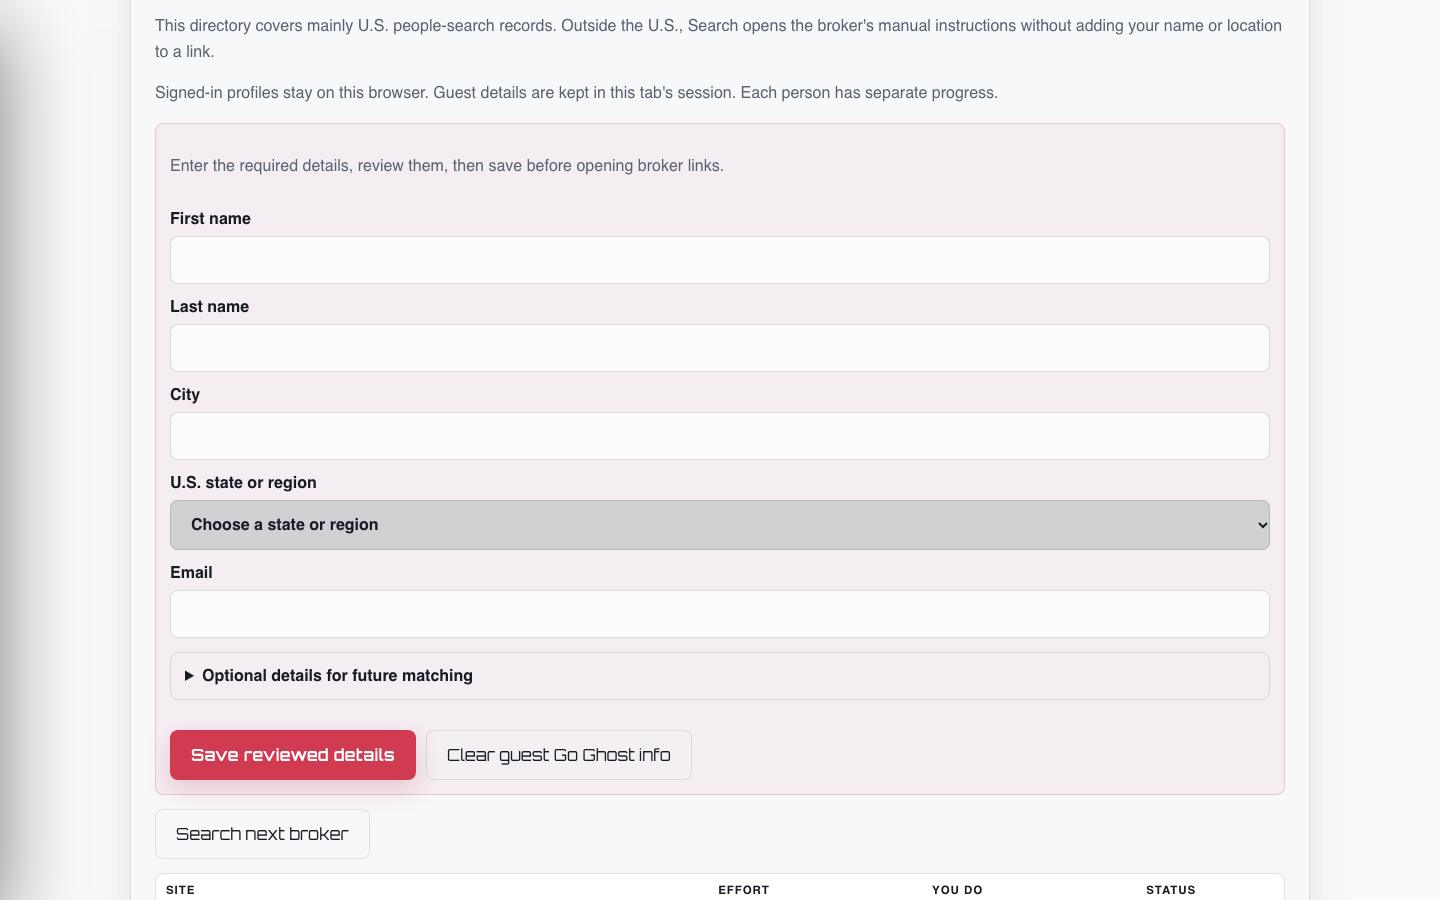 This directory covers mainly U.S. people-search records. Outside the U.S., Search opens the broker's manual instructions without adding your name or location
to a link.
Signed-in profiles stay on this browser. Guest details are kept in this tab's session. Each person has separate progress.
Enter the required details, review them, then save before opening broker links.
First name
Last name
City
U.S. state or region
Choose a state or region
Email
Optional details for future matching
Save reviewed details
Clear guest Go Ghost info
Search next broker
SITE EFFORT YOU DO STATUS